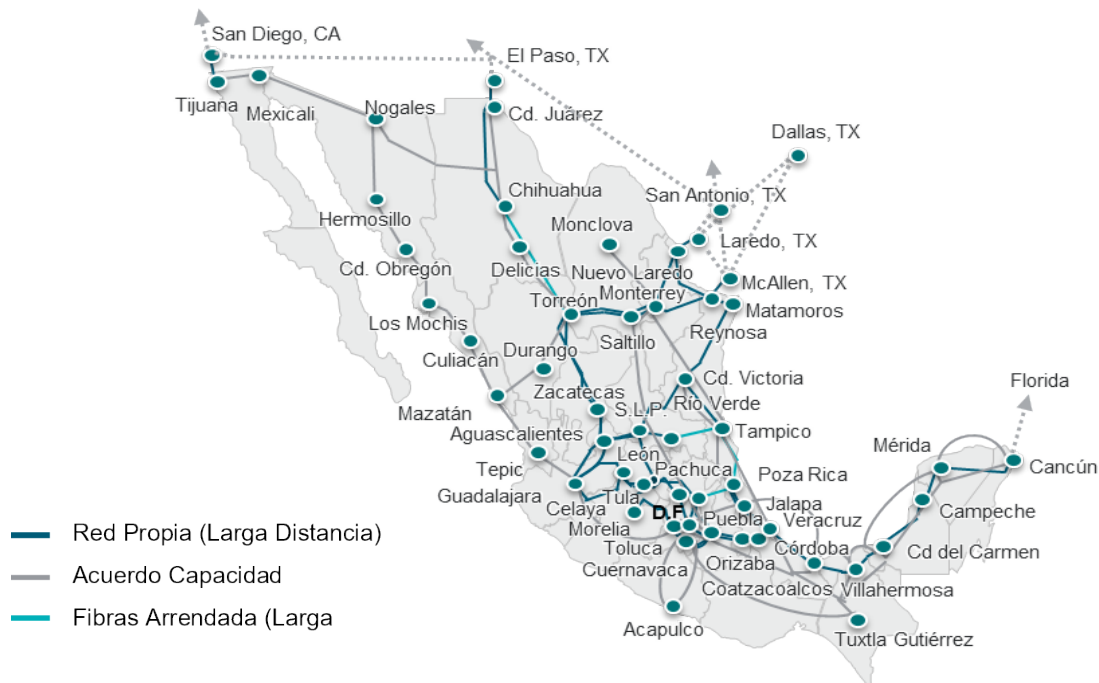 San Diego, CA
El Paso, TX
Tijuana
Mexicali
Nogales
Cd. Juárez
Dallas, TX
Chihuahua
San Antonio, TX
Hermosillo
Monclova
Laredo, TX
Cd. Obregón
Delicias
Nuevo Laredo
McAllen, TX
Torreón
Monterrey
Matamoros
Los Mochis
Reynosa
Saltillo
Culiacán
Durango
Cd. Victoria
Florida
Zacatecas
Mazatán
S.L.P.
Río Verde
Aguascalientes
Tampico
Mérida
León
Tepic
Pachuca
Poza Rica
Cancún
Guadalajara
Tula
Celaya
Jalapa
Campeche
D.F
Puebla
Veracruz
Morelia
Toluca
Córdoba
Cd del Carmen
Cuernavaca
Orizaba
Coatzacoalcos
Villahermosa
Acapulco
Tuxtla Gutiérrez
Red Propia (Larga Distancia)
Acuerdo Capacidad
Fibras Arrendada (Larga